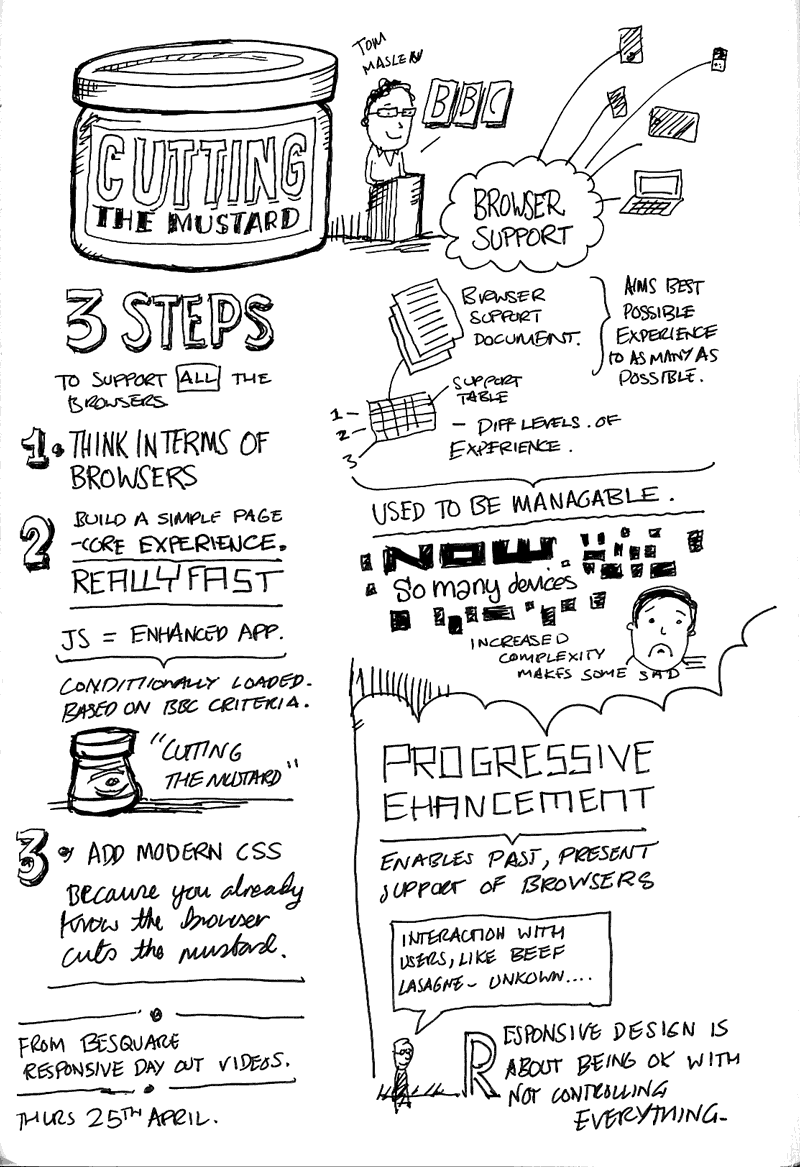 CUTTING
THE MUSTARD
TOM
MASLEN
BBC
BROWSER
SUPPORT
3 STEPS
TO SUPPORT ALL THE
BROWSERS
1. THINK IN TERMS OF
BROWSERS
2 BUILD A SIMPLE PAGE
-CORE EXPERIENCE.
REALLY FAST
JS = ENHANCED APP.
CONDITIONALLY LOADED.
BASED ON BBC CRITERIA.
"CUTTING
THE MUSTARD"
3. ADD MODERN CSS
Because you already
know the browser
cuts the mustard.
FROM BESQUARE
RESPONSIVE DAY OUT VIDEOS.
THURS 25TH APRIL.
BROWSER
SUPPORT
DOCUMENT.
AIMS BEST
POSSIBLE
EXPERIENCE
to AS MANY AS
POSSIBLE.
SUPPORT
TABLE
1-
2-
3
- DIFF LEVELS. OF
EXPERIENCE.
USED TO BE MANAGABLE.
NOW
So many devices
INCREASED
COMPLEXITY
MAKES SOME SAD
PROGRESSIVE
EHANCEMENT
ENABLES PAST, PRESENT
SUPPORT OF BROWSERS
INTERACTION WITH
USERS, LIKE BEEF
LASAGNE- UNKOWN....
RESPONSIVE DESIGN IS
ABOUT BEING OK WITH
NOT CONTROLLING
EVERYTHING-